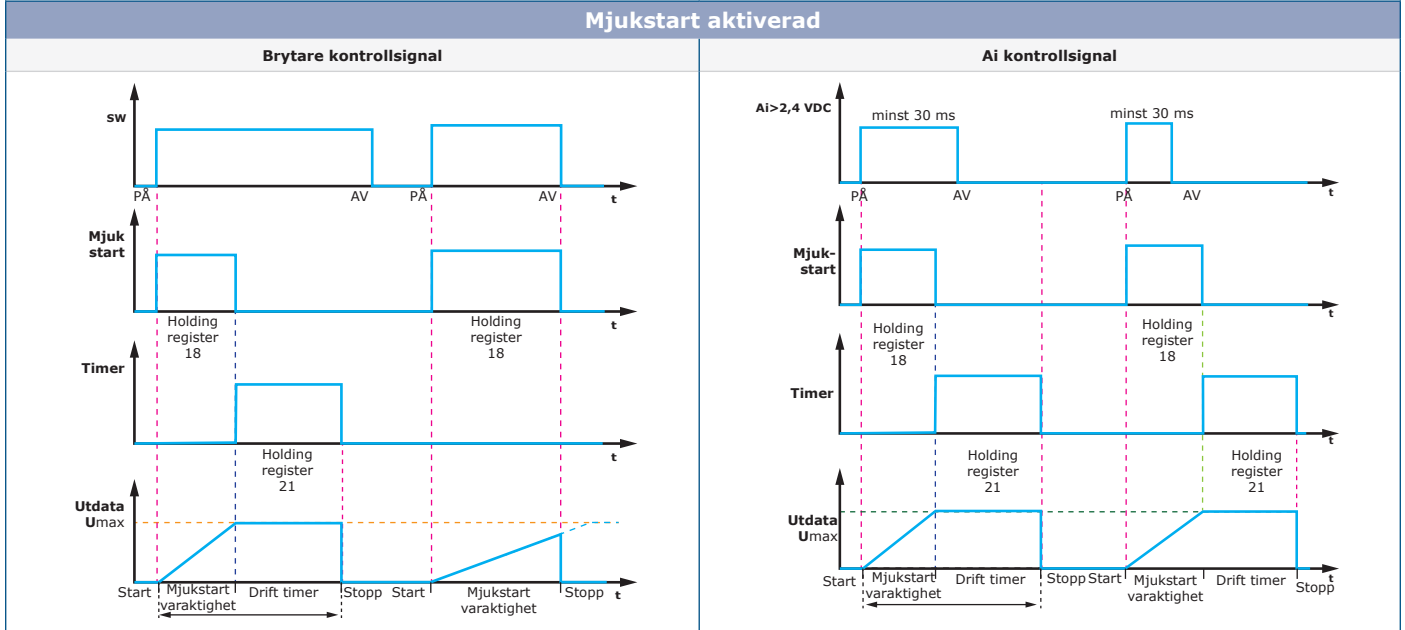 Mjukstart aktiverad
Brytare kontrollsignal
SW
PÅ
AV
PÅ
AV
t
Mjuk
start
t
Holding
register
18
Holding
register
18
Timer
t
Holding
register
21
Utdata
Umax
Start
Mjukstart
varaktighet
Drift timer
Stopp
Start
Mjukstart
varaktighet
Stopp
t
Ai kontrollsignal
Ai>2,4 VDC
minst 30 ms
minst 30 ms
PÅ
AV
PÅ
AV
t
Mjuk-
start
t
Holding
register
18
Holding
register
18
Timer
t
Holding
register
21
Holding
register
21
Utdata
Umax
Start
Mjukstart
varaktighet
Drift timer
Stopp
Start
Mjukstart
varaktighet
Drift timer
Stopp
t